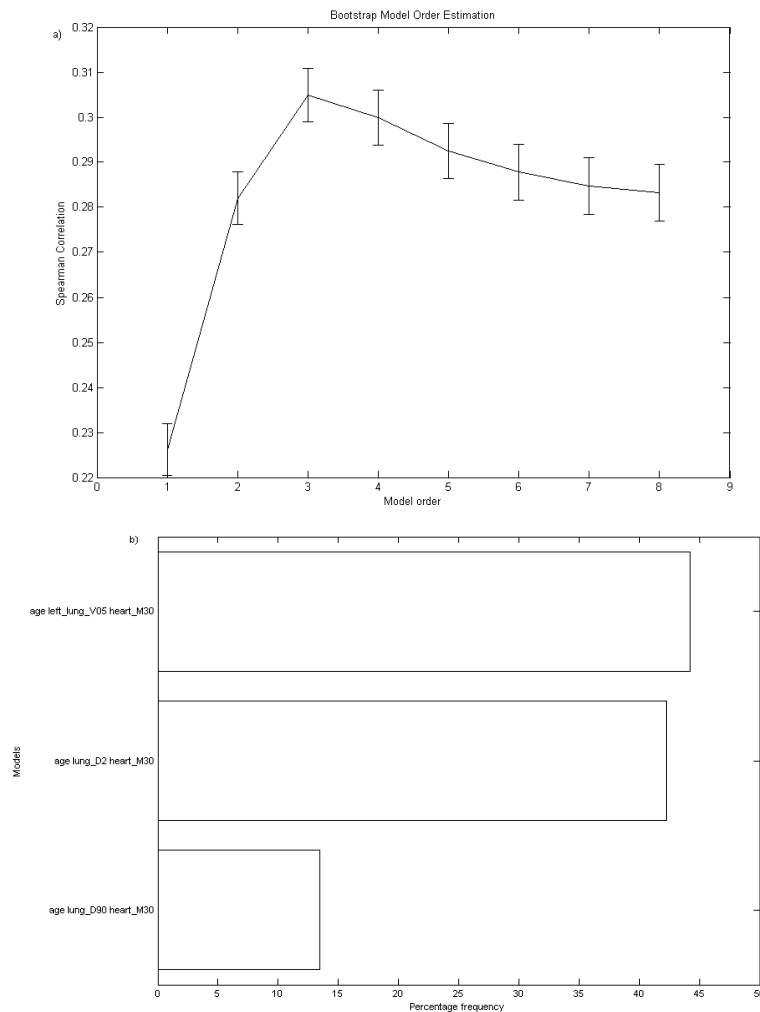 Bootstrap Model Order Estimation
a)
0.32
0.31
0.3
0.29
0.28
0.27
0.26
0.25
0.24
0.23
0.22
Spearman Correlation
0 1 2 3 4 5 6 7 8 9
Model order
b)
age left_lung_V05 heart_M30
age lung_D2 heart_M30
age lung_D90 heart_M30
Models
0 5 10 15 20 25 30 35 40 45 50
Percentage frequency